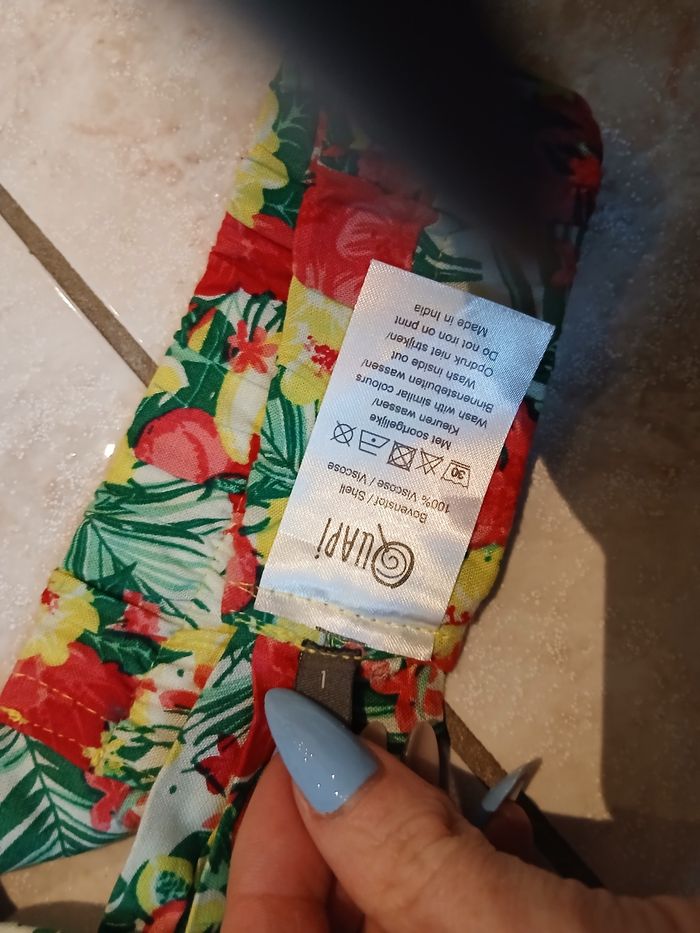 QUAPI
Bovenstof / Shell
100% Viscose / Viscose
30
Met soortgelijke
Kleuren wassen/
Wash with similar colours
Binnenstebuiten wassen/
Wash inside out
Opdruk niet strijken/
Do not iron on print
Made in India
1